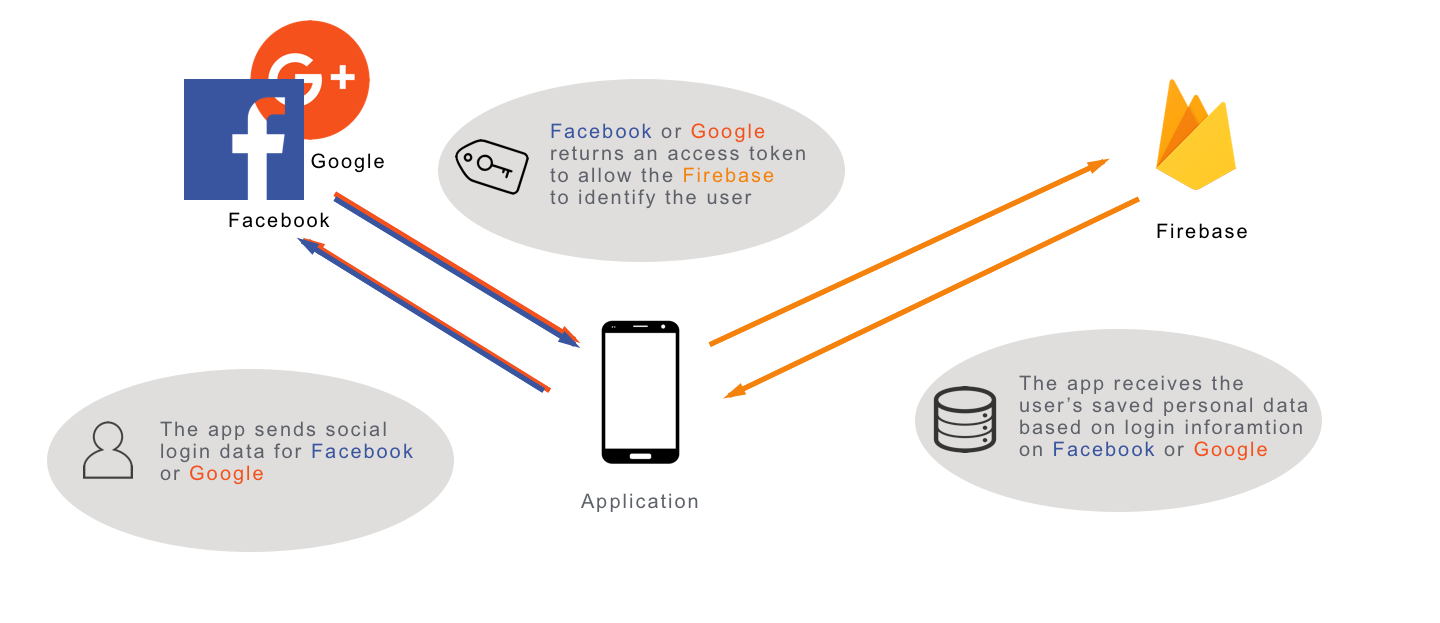 G+
f
Google
Facebook
Facebook or Google
returns an access token
to allow the Firebase
to identify the user
Firebase
The app sends social
login data for Facebook
or Google
Application
The app receives the
user’s saved personal data
based on login inforamtion
on Facebook or Google